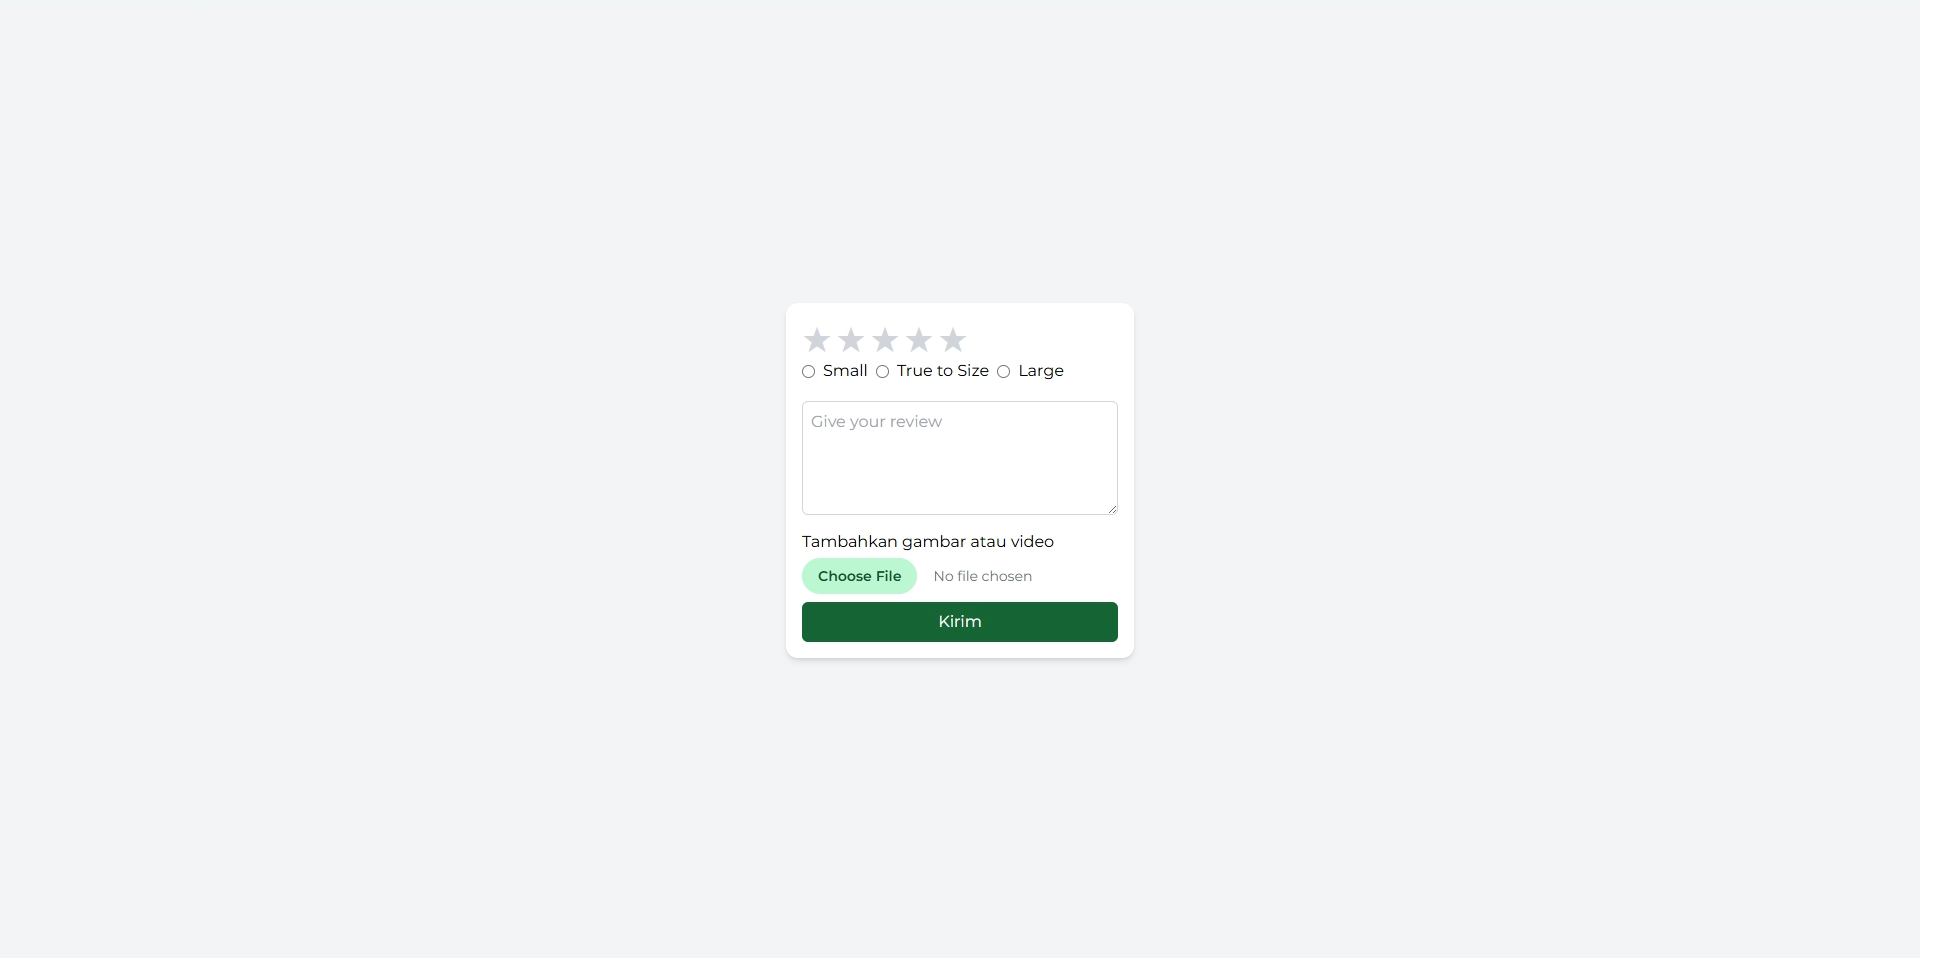 Small True to Size Large
Give your review
Tambahkan gambar atau video
Choose File No file chosen
Kirim